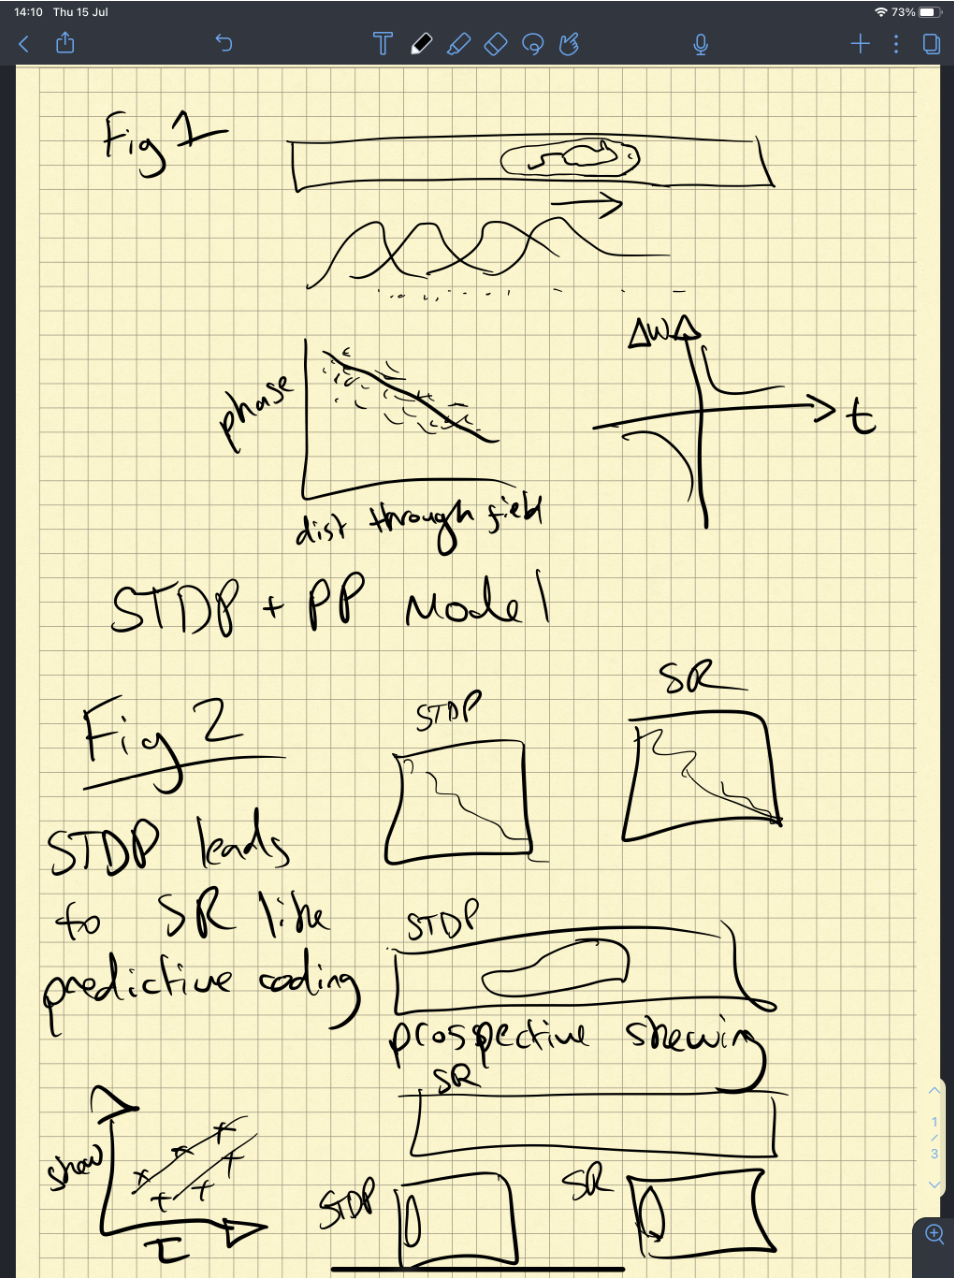 14:10 Thu 15 Jul
73%
Fig 1
ΔW
t
phase
dist through field
STDP + PP Model
Fig 2
STDP
SR
STDP leads
to SR like
predictive coding
STDP
prospective skewing
SR
skew
τ
STDP
SR
1
/
3